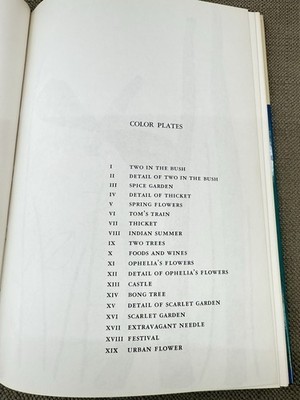 COLOR PLATES
I TWO IN THE BUSH
II DETAIL OF TWO IN THE BUSH
III SPICE GARDEN
IV DETAIL OF THICKET
V SPRING FLOWERS
VI TOM'S TRAIN
VII THICKET
VIII INDIAN SUMMER
IX TWO TREES
X FOODS AND WINES
XI OPHELIA'S FLOWERS
XII DETAIL OF OPHELIA'S FLOWERS
XIII CASTLE
XIV BONG TREE
XV DETAIL OF SCARLET GARDEN
XVI SCARLET GARDEN
XVII EXTRAVAGANT NEEDLE
XVIII FESTIVAL
XIX URBAN FLOWER